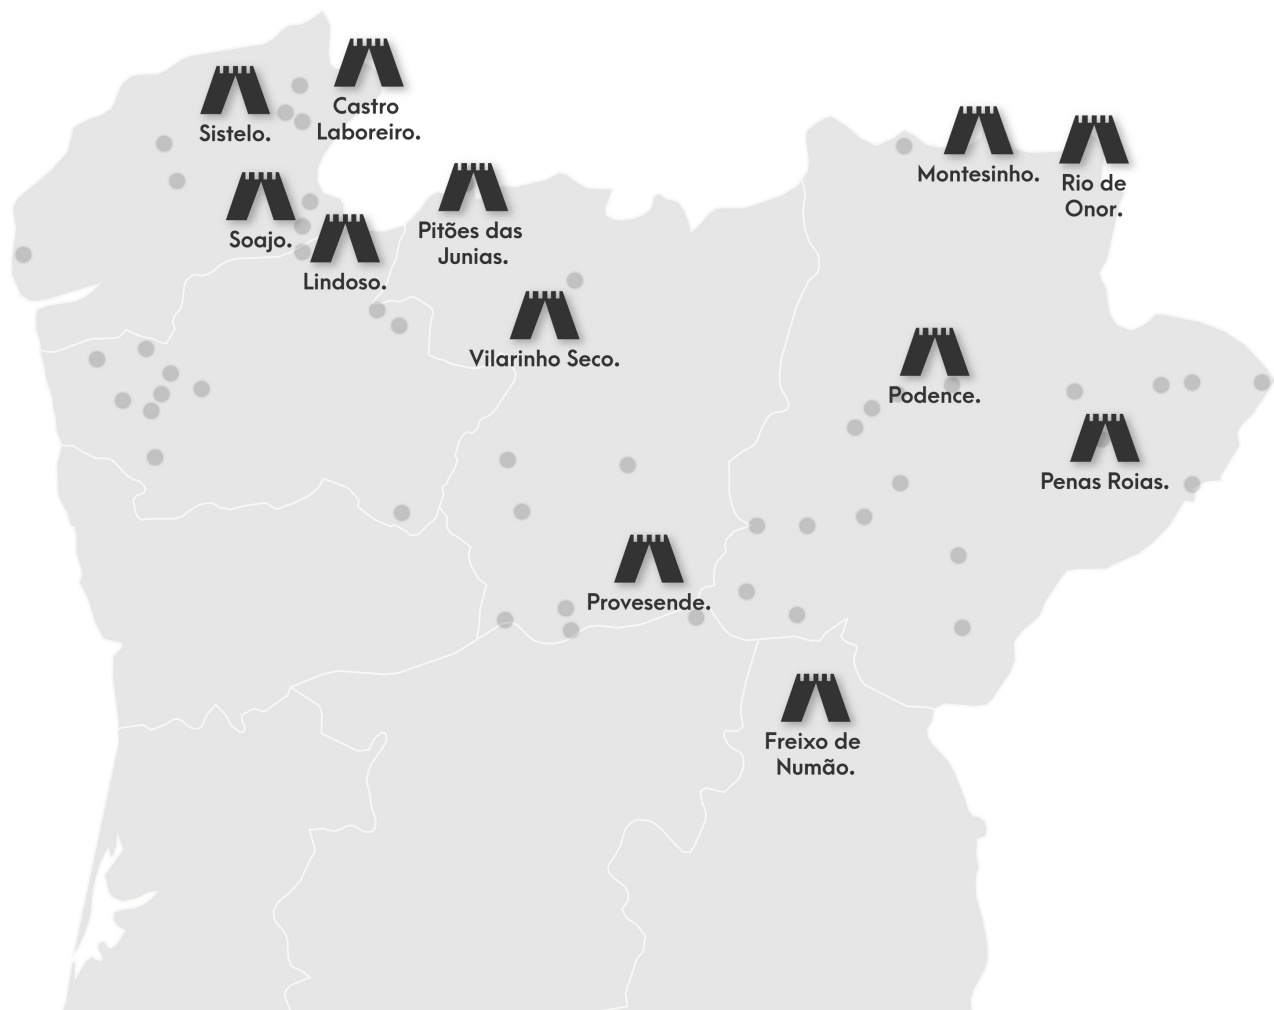 Castro
Laboreiro.
Sistelo.
Montesinho.
Rio de
Onor.
Soajo.
Pitões das
Junias.
Lindoso.
Vilarinho Seco.
Podence.
Penas Roias.
Provesende.
Freixo de
Numão.